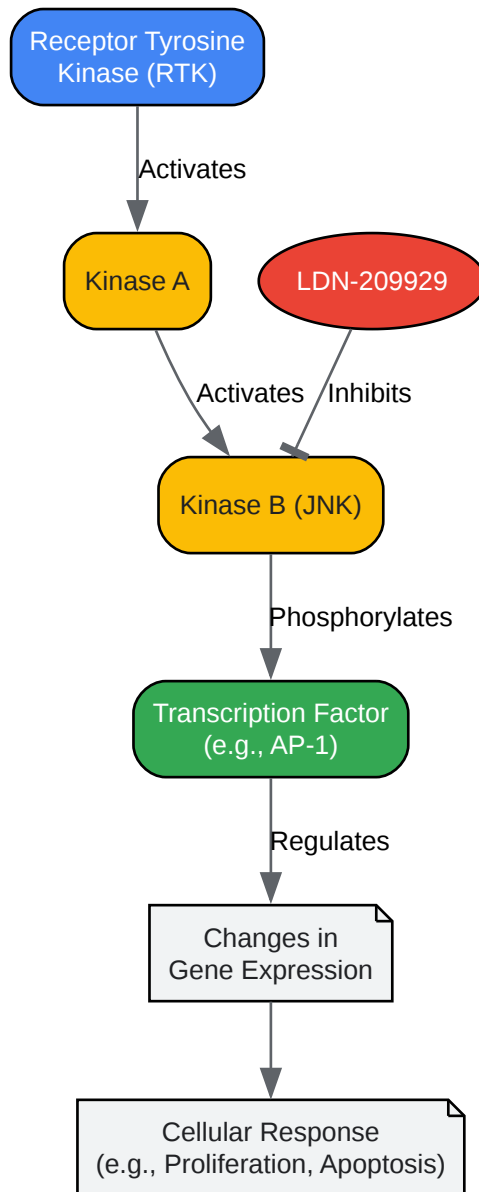 Receptor Tyrosine
Kinase (RTK)
Activates
Kinase A
LDN-209929
Activates
Inhibits
Kinase B (JNK)
Phosphorylates
Transcription Factor
(e.g., AP-1)
Regulates
Changes in
Gene Expression
Cellular Response
(e.g., Proliferation, Apoptosis)